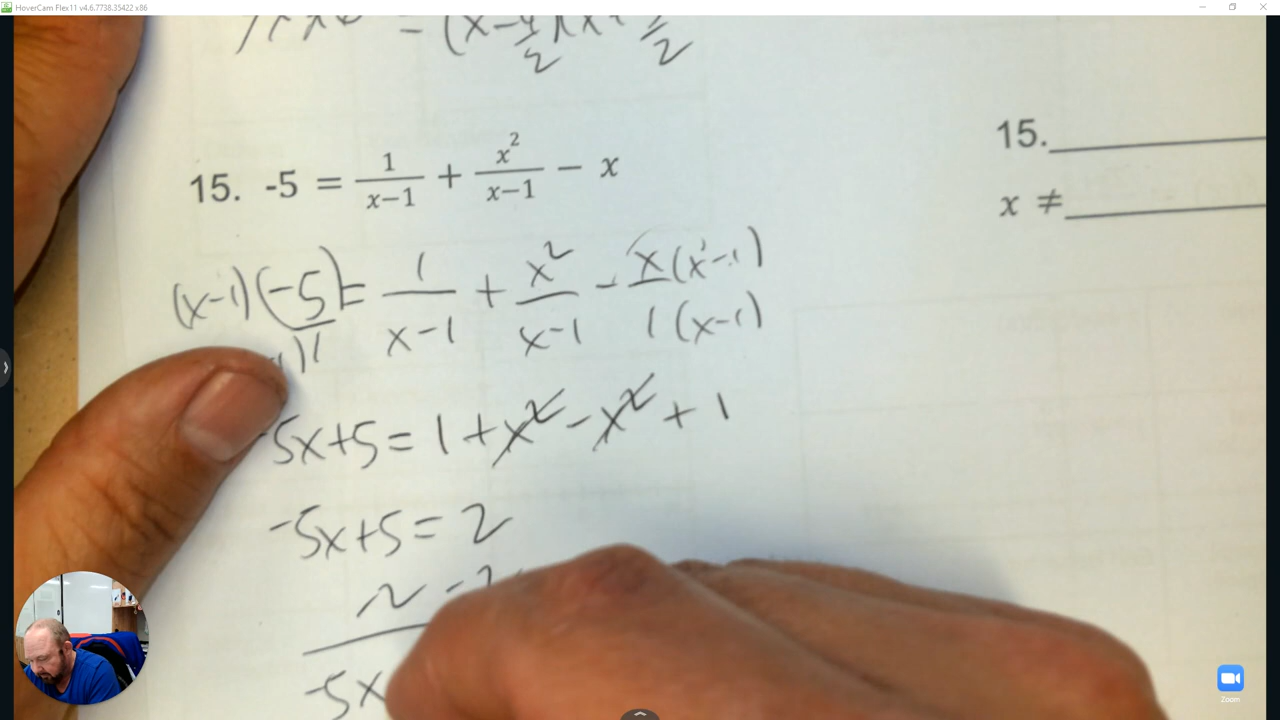 HoverCam Flex11 v4.6.7738.35422 x86
15. -5 = 1/(x−1) + x²/(x−1) − x
15.
x ≠
(x-1)(-5) = 1/(x-1) + x²/(x-1) - x(x-1)/1(x-1)
-5x+5 = 1+x²-x²+1
-5x+5 = 2
-5x
Zoom